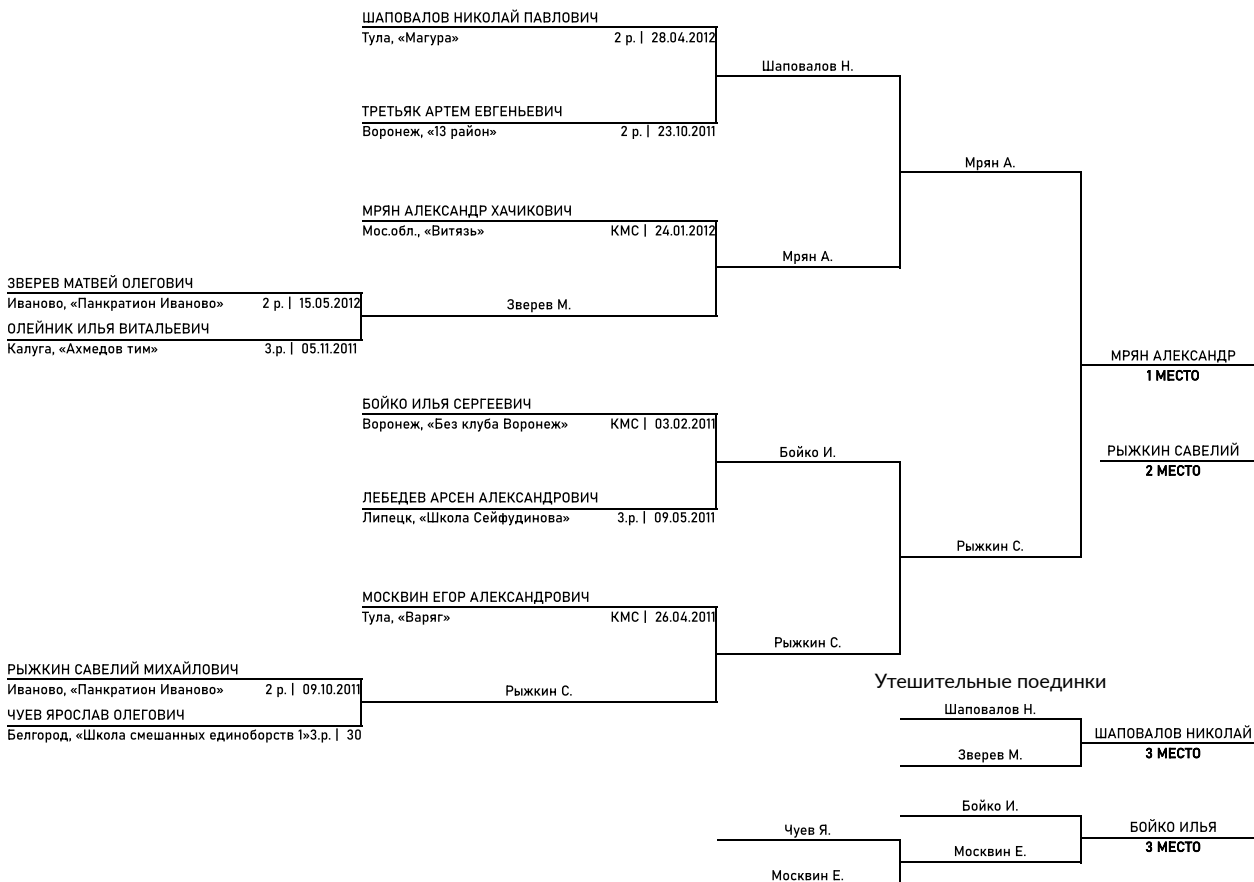 ШАПОВАЛОВ НИКОЛАЙ ПАВЛОВИЧ
Тула, «Магура» 2 р. | 28.04.2012
Шаповалов Н.
ТРЕТЬЯК АРТЕМ ЕВГЕНЬЕВИЧ
Воронеж, «13 район» 2 р. | 23.10.2011
Мрян А.
МРЯН АЛЕКСАНДР ХАЧИКОВИЧ
Мос.обл., «Витязь» КМС | 24.01.2012
Мрян А.
ЗВЕРЕВ МАТВЕЙ ОЛЕГОВИЧ
Иваново, «Панкратион Иваново» 2 р. | 15.05.2012
Зверев М.
ОЛЕЙНИК ИЛЬЯ ВИТАЛЬЕВИЧ
Калуга, «Ахмедов тим» 3.р. | 05.11.2011
МРЯН АЛЕКСАНДР
1 МЕСТО
БОЙКО ИЛЬЯ СЕРГЕЕВИЧ
Воронеж, «Без клуба Воронеж» КМС | 03.02.2011
Бойко И.
РЫЖКИН САВЕЛИЙ
2 МЕСТО
ЛЕБЕДЕВ АРСЕН АЛЕКСАНДРОВИЧ
Липецк, «Школа Сейфудинова» 3.р. | 09.05.2011
Рыжкин С.
МОСКВИН ЕГОР АЛЕКСАНДРОВИЧ
Тула, «Варяг» КМС | 26.04.2011
Рыжкин С.
РЫЖКИН САВЕЛИЙ МИХАЙЛОВИЧ
Иваново, «Панкратион Иваново» 2 р. | 09.10.2011
Рыжкин С.
ЧУЕВ ЯРОСЛАВ ОЛЕГОВИЧ
Белгород, «Школа смешанных единоборств 1»3.р. | 30
Утешительные поединки
Шаповалов Н.
ШАПОВАЛОВ НИКОЛАЙ
3 МЕСТО
Зверев М.
Бойко И.
БОЙКО ИЛЬЯ
3 МЕСТО
Чуев Я.
Москвин Е.
Москвин Е.